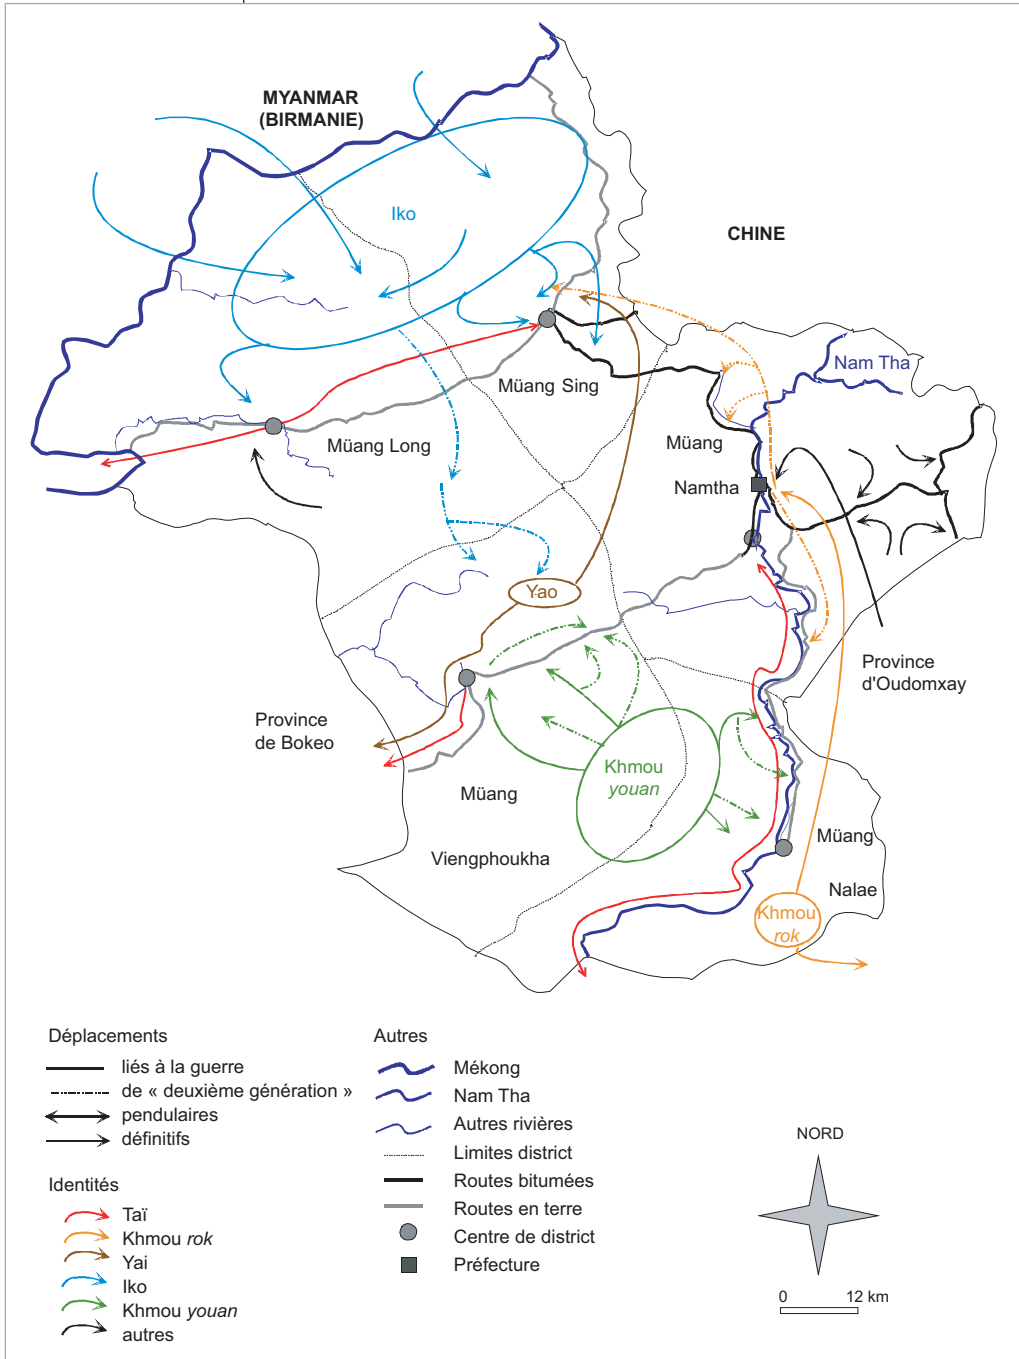 MYANMAR
(BIRMANIE)
Iko
CHINE
Nam Tha
Müang Sing
Müang Long
Müang
Namtha
Yao
Province
d'Oudomxay
Province
de Bokeo
Khmou
youan
Müang
Viengphoukha
Müang
Nalae
Khmou
rok
Déplacements
liés à la guerre
de « deuxième génération »
pendulaires
définitifs
Identités
Taï
Khmou rok
Yai
Iko
Khmou youan
autres
Autres
Mékong
Nam Tha
Autres rivières
Limites district
Routes bitumées
Routes en terre
Centre de district
Préfecture
NORD
0 12 km